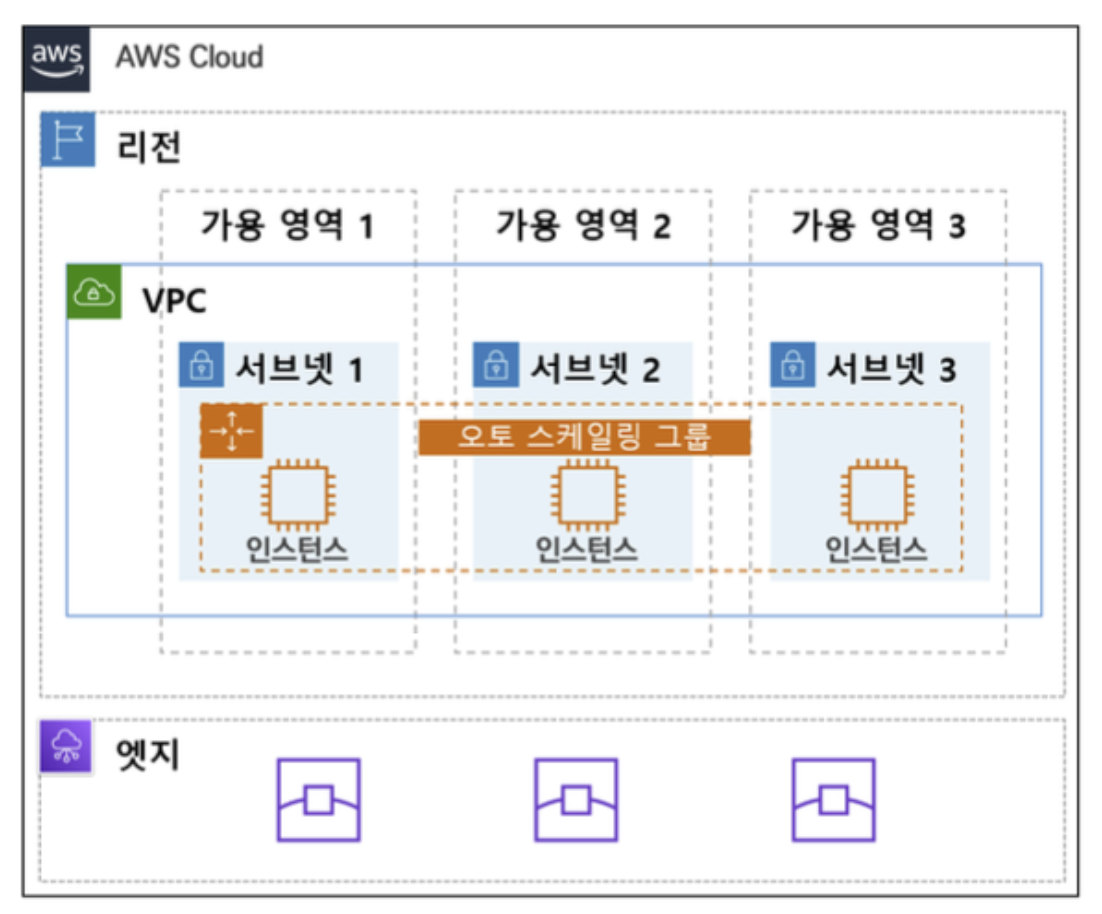 aws
AWS Cloud
리전
가용 영역 1
가용 영역 2
가용 영역 3
VPC
서브넷 1
서브넷 2
서브넷 3
오토 스케일링 그룹
인스턴스
인스턴스
인스턴스
엣지